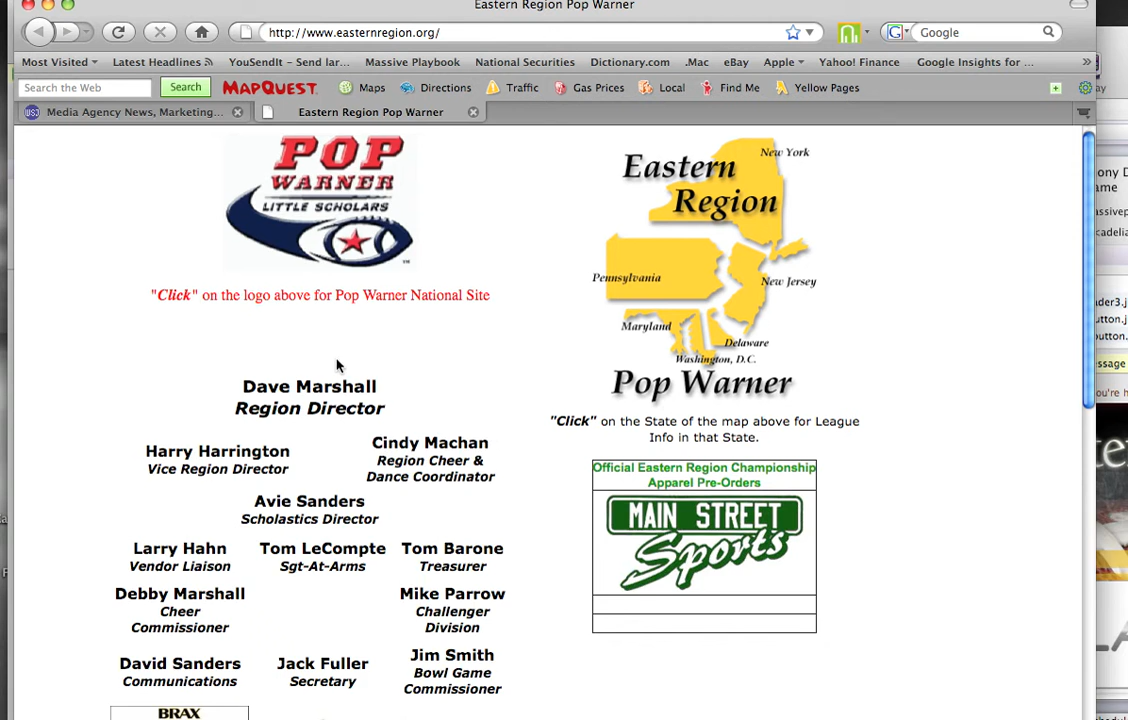 Eastern Region Pop Warner
http://www.easternregion.org/
Google
Most Visited
Latest Headlines
YouSendIt - Send lar...
Massive Playbook
National Securities
Dictionary.com
.Mac
eBay
Apple
Yahoo! Finance
Google Insights for ...
Search the Web
Search
MAPQUEST
Maps
Directions
Traffic
Gas Prices
Local
Find Me
Yellow Pages
Media Agency News, Marketing...
Eastern Region Pop Warner
POP
WARNER
LITTLE SCHOLARS
"Click" on the logo above for Pop Warner National Site
Dave Marshall
Region Director
Harry Harrington
Vice Region Director
Cindy Machan
Region Cheer &
Dance Coordinator
Avie Sanders
Scholastics Director
Larry Hahn
Vendor Liaison
Tom LeCompte
Sgt-At-Arms
Tom Barone
Treasurer
Debby Marshall
Cheer
Commissioner
Mike Parrow
Challenger
Division
David Sanders
Communications
Jack Fuller
Secretary
Jim Smith
Bowl Game
Commissioner
BRAX
Eastern
Region
New York
Pennsylvania
New Jersey
Maryland
Delaware
Washington, D.C.
Pop Warner
"Click" on the State of the map above for League
Info in that State.
Official Eastern Region Championship
Apparel Pre-Orders
MAIN STREET
Sports